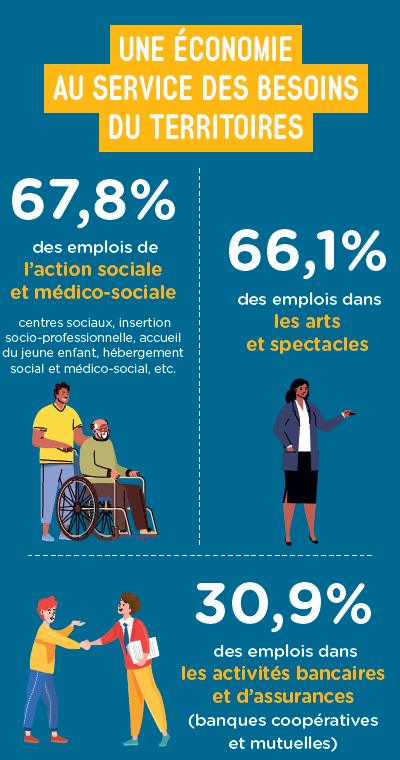 UNE ÉCONOMIE
AU SERVICE DES BESOINS
DU TERRITOIRES
67,8%
des emplois de
l'action sociale
et médico-sociale
centres sociaux, insertion
socio-professionnelle, accueil
du jeune enfant, hébergement
social et médico-social, etc.
66,1%
des emplois dans
les arts
et spectacles
30,9%
des emplois dans
les activités bancaires
et d'assurances
(banques coopératives
et mutuelles)